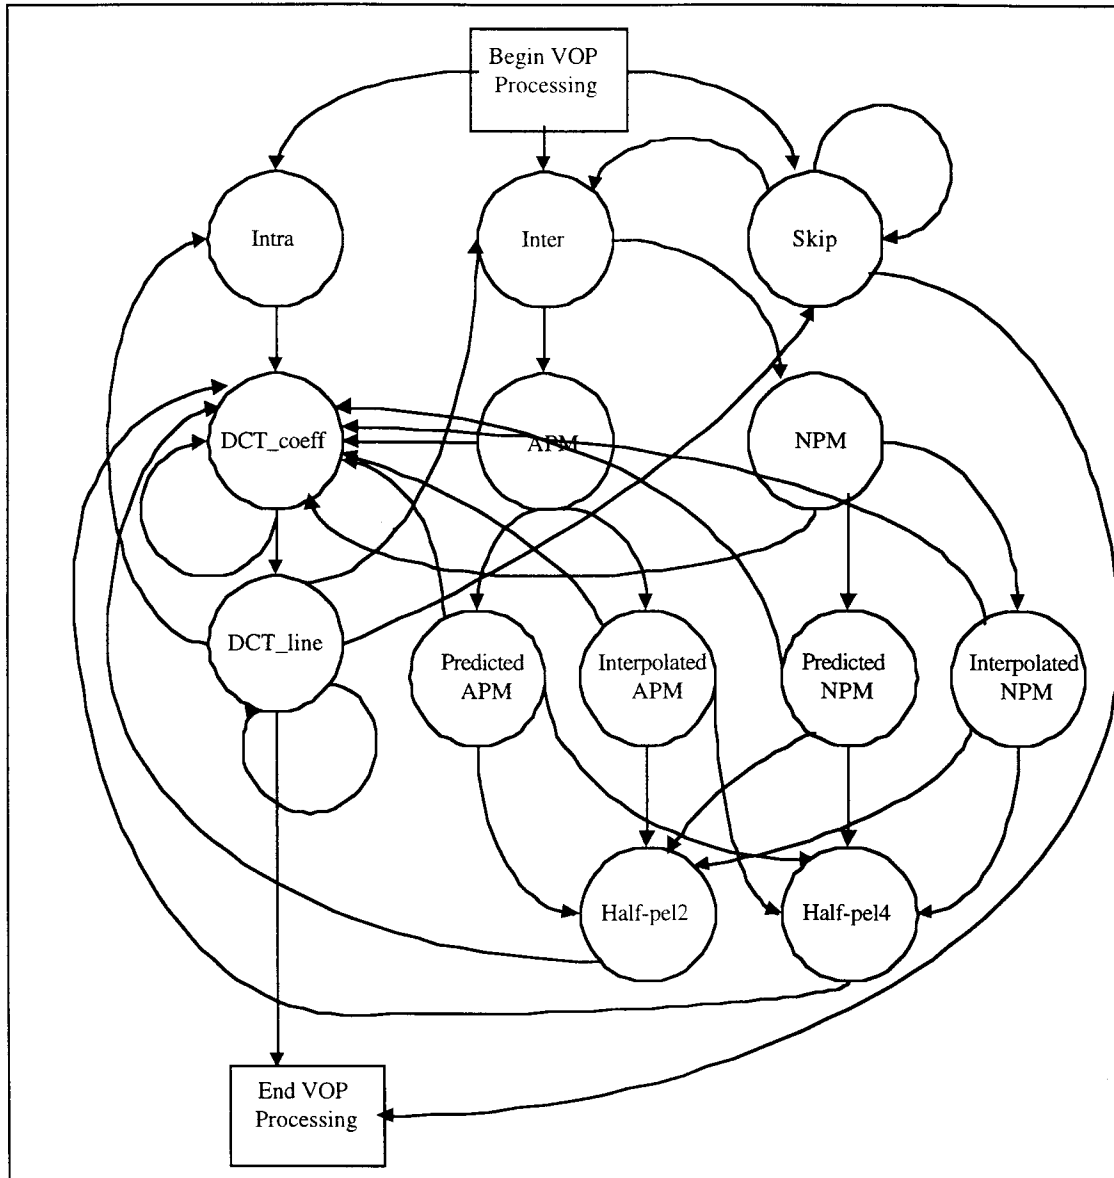 Begin VOP
Processing
Intra
Inter
Skip
DCT_coeff
APM
NPM
DCT_line
Predicted
APM
Interpolated
APM
Predicted
NPM
Interpolated
NPM
Half-pel2
Half-pel4
End VOP
Processing